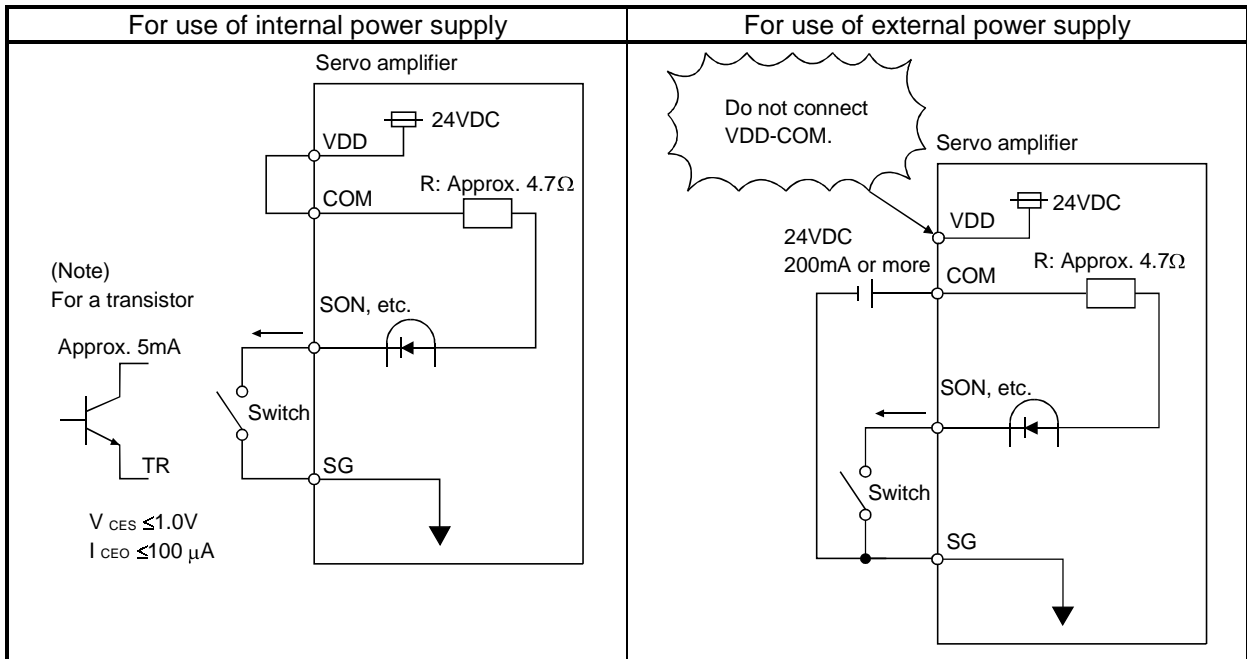 For use of internal power supply
For use of external power supply
Servo amplifier
24VDC
VDD
R: Approx. 4.7Ω
COM
(Note)
For a transistor
Approx. 5mA
SON, etc.
Switch
TR
SG
V CES ≤1.0V
I CEO ≤100 μA
Do not connect
VDD-COM.
Servo amplifier
24VDC
VDD
24VDC
200mA or more
R: Approx. 4.7Ω
COM
SON, etc.
Switch
SG